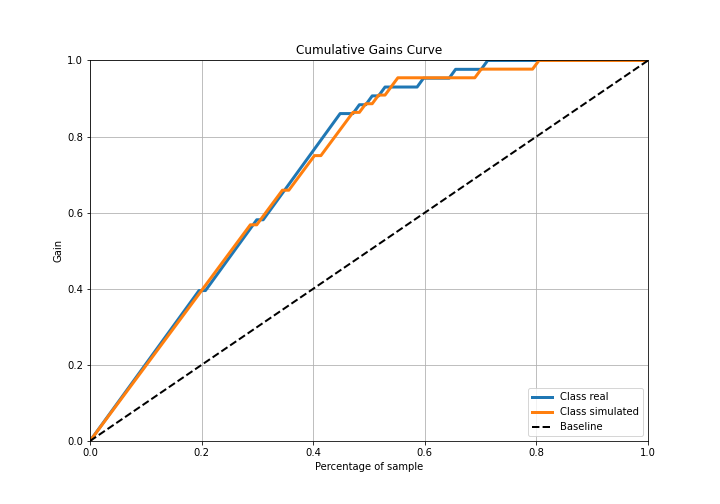 Cumulative Gains Curve
1.0
0.8
0.6
0.4
0.2
0.0
Gain
0.0 0.2 0.4 0.6 0.8 1.0
Percentage of sample
Class real
Class simulated
Baseline